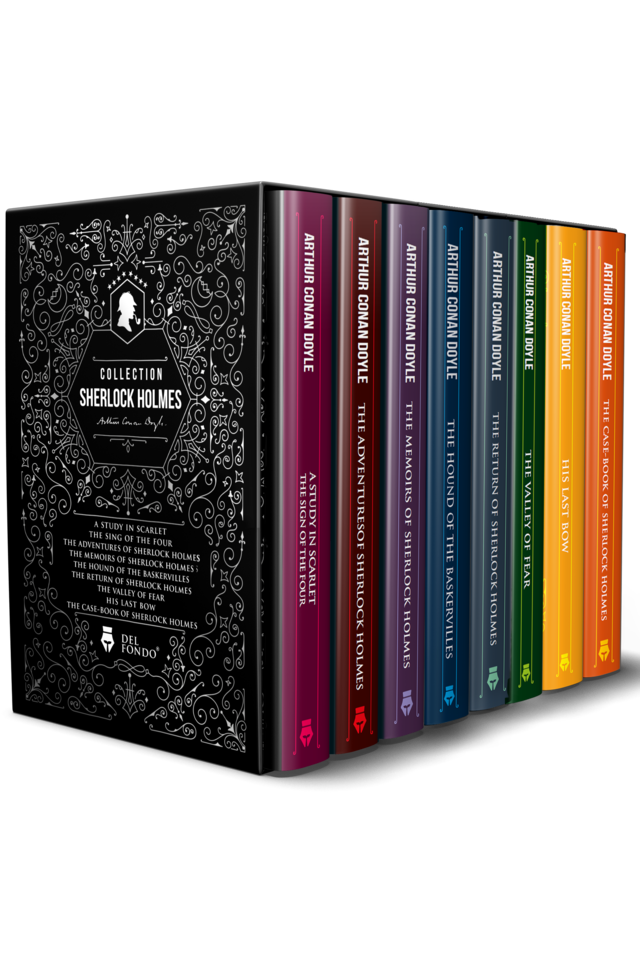 COLLECTION
SHERLOCK HOLMES
Arthur Conan Doyle.
A STUDY IN SCARLET
THE SING OF THE FOUR
THE ADVENTURES OF SHERLOCK HOLMES
THE MEMOIRS OF SHERLOCK HOLMES ;
THE HOUND OF THE BASKERVILLES
THE RETURN OF SHERLOCK HOLMES
THE VALLEY OF FEAR
HIS LAST BOW
THE CASE-BOOK OF SHERLOCK HOLMES
DEL
FONDO®
ARTHUR CONAN DOYLE
A STUDY IN SCARLET
THE SIGN OF THE FOUR
ARTHUR CONAN DOYLE
THE ADVENTURES OF SHERLOCK HOLMES
ARTHUR CONAN DOYLE
THE MEMOIRS OF SHERLOCK HOLMES
ARTHUR CONAN DOYLE
THE HOUND OF THE BASKERVILLES
ARTHUR CONAN DOYLE
THE RETURN OF SHERLOCK HOLMES
ARTHUR CONAN DOYLE
THE VALLEY OF FEAR
ARTHUR CONAN DOYLE
HIS LAST BOW
ARTHUR CONAN DOYLE
THE CASE-BOOK OF SHERLOCK HOLMES